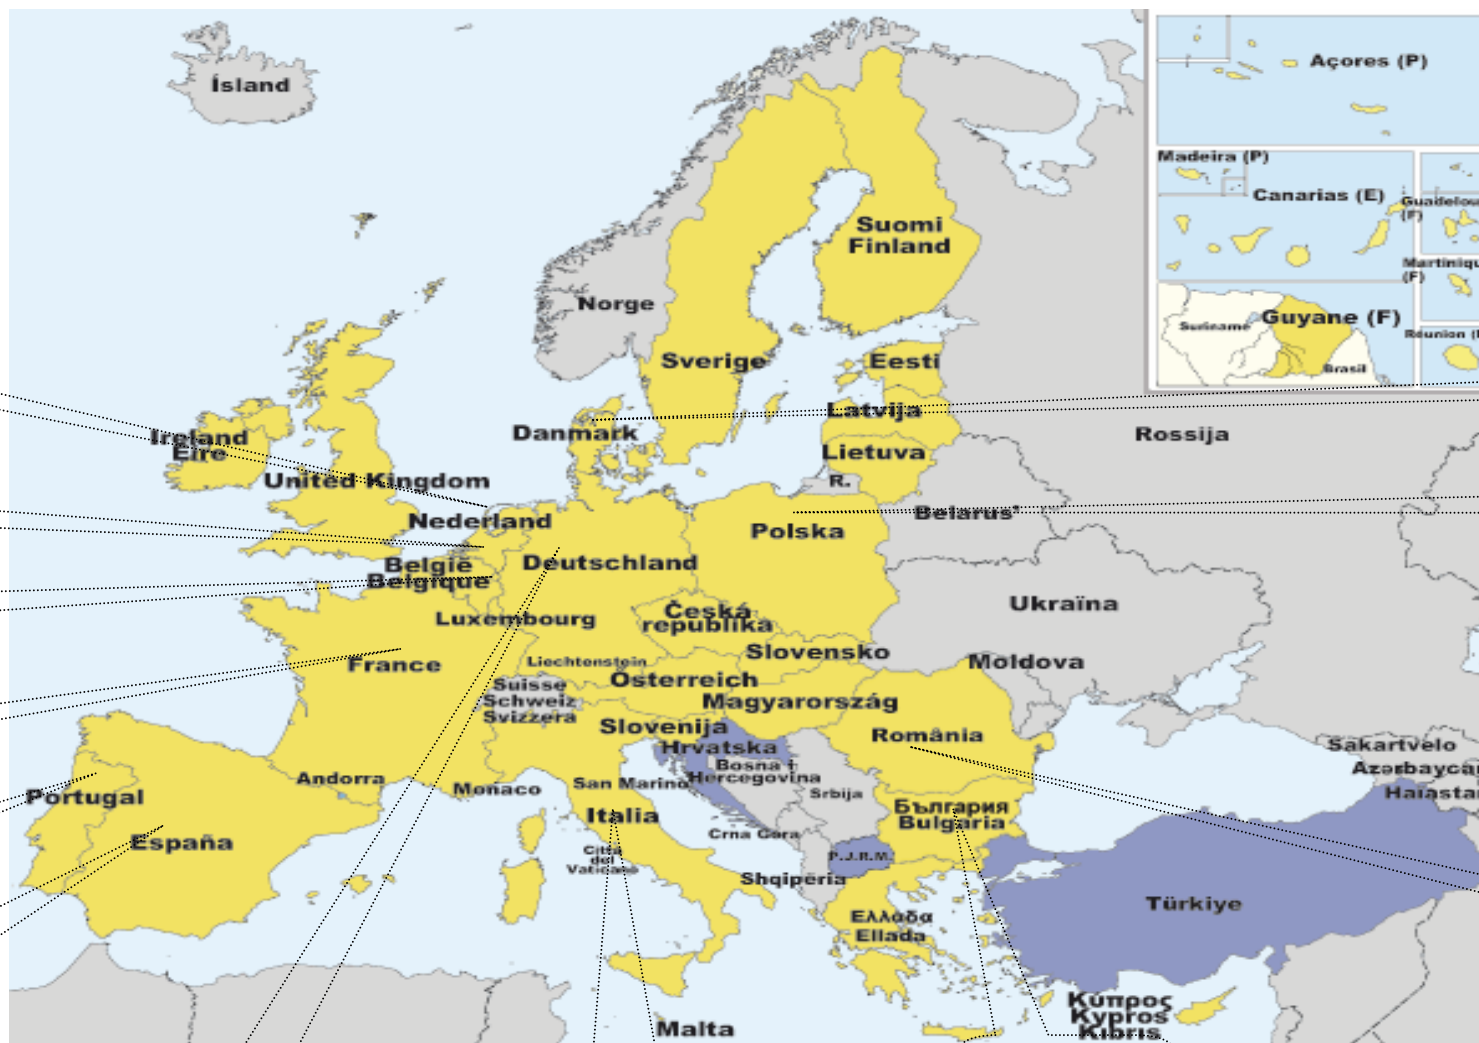 Ísland
Açores (P)
Madeira (P)
Canarias (E)
(F)
(F)
Guyane (F)
Suriname
Brasil
Suomi
Finland
Norge
Sverige
Eesti
Latvija
Lietuva
R.
Danmark
Rossija
Ireland
Éire
United Kingdom
Nederland
Belarus'
Polska
België
Belgique
Deutschland
Luxembourg
Česká
republika
Ukraïna
Slovensko
Moldova
France
Liechtenstein
Österreich
Suisse
Schweiz
Svizzera
Magyarország
Slovenija
România
Hrvatska
Bosna i
Hercegovina
Sakartvelo
Andorra
Monaco
San Marino
Srbija
Portugal
Italia
България
Bulgaria
España
Crna Gora
Città
del
Vaticano
P.J.R.M.
Shqipëria
Türkiye
Ελλάδα
Ellada
Κύπρος
Kypros
Kıbrıs
Malta